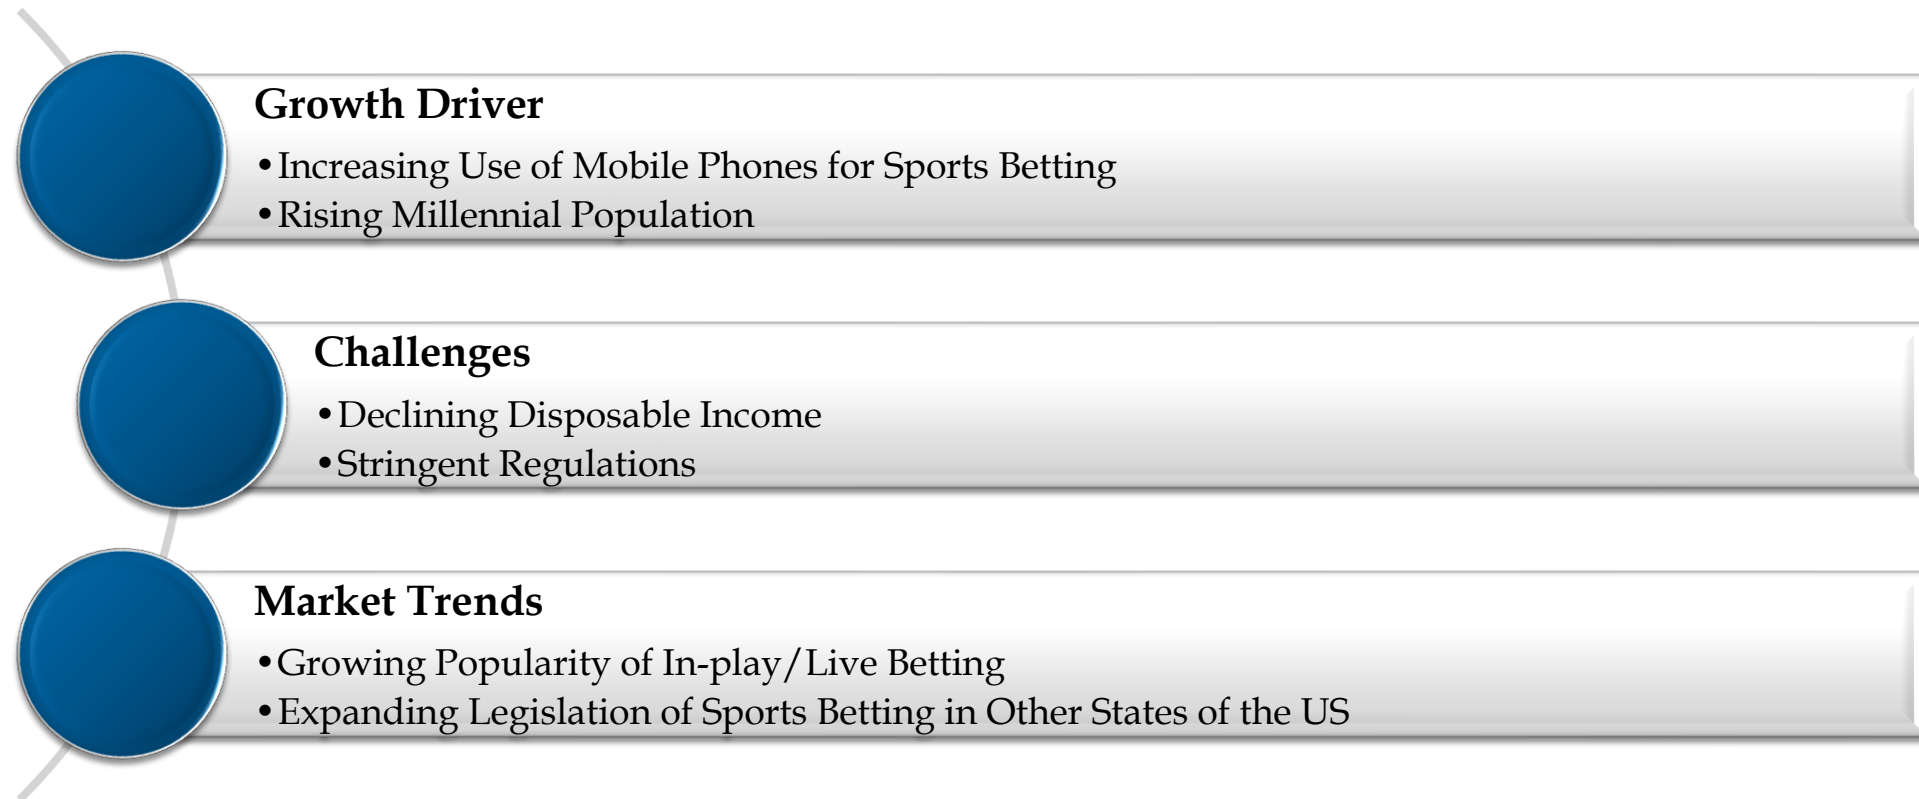 Growth Driver
•Increasing Use of Mobile Phones for Sports Betting
•Rising Millennial Population
Challenges
•Declining Disposable Income
•Stringent Regulations
Market Trends
•Growing Popularity of In-play/Live Betting
•Expanding Legislation of Sports Betting in Other States of the US